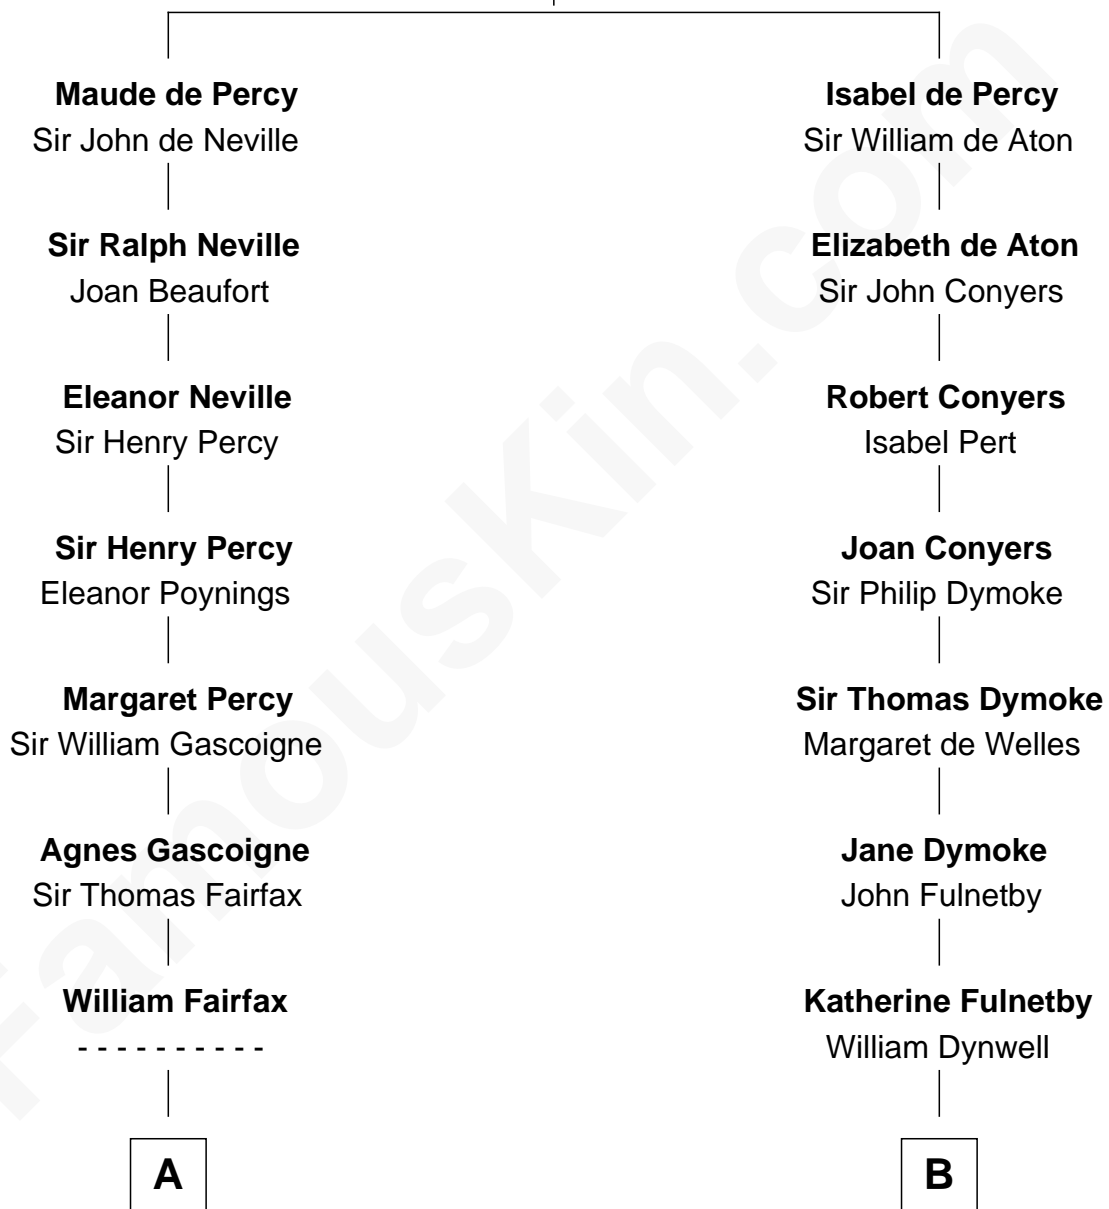 Maude de Percy
Sir John de Neville
Sir Ralph Neville
Joan Beaufort
Eleanor Neville
Sir Henry Percy
Sir Henry Percy
Eleanor Poynings
Margaret Percy
Sir William Gascoigne
Agnes Gascoigne
Sir Thomas Fairfax
William Fairfax
- - - - - - - - - -
A
Isabel de Percy
Sir William de Aton
Elizabeth de Aton
Sir John Conyers
Robert Conyers
Isabel Pert
Joan Conyers
Sir Philip Dymoke
Sir Thomas Dymoke
Margaret de Welles
Jane Dymoke
John Fulnetby
Katherine Fulnetby
William Dynwell
B
FamousKin.com